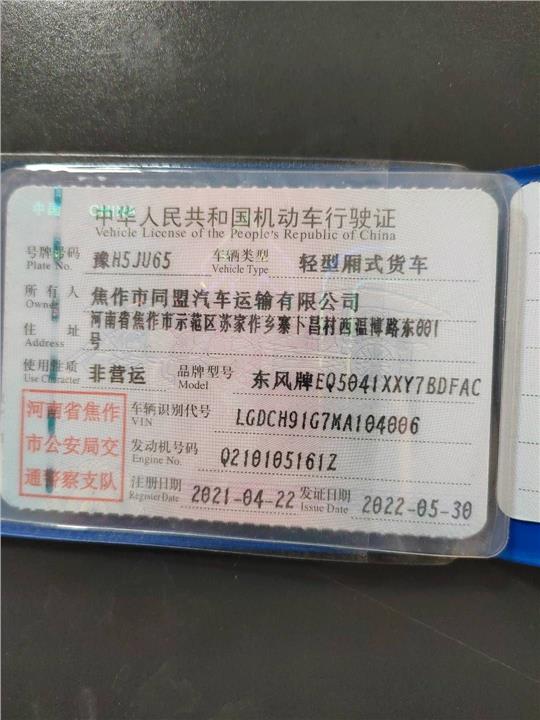 中国 CHINA
中华人民共和国机动车行驶证
Vehicle License of the People's Republic of China
号牌号码 豫H5JU65 车辆类型 轻型厢式货车
Plate No. Vehicle Type
所有人 焦作市同盟汽车运输有限公司
Owner
住址 河南省焦作市示范区苏家作乡寨卜昌村西福博路东001
Address 号
使用性质 非营运 品牌型号 东风牌EQ5041XXY7BDFAC
Use Character Model
河南省焦作
市公安局交
通警察支队
车辆识别代号 LGDCH91G7MA104006
VIN
发动机号码 Q210105161Z
Engine No.
注册日期 2021-04-22 发证日期 2022-05-30
Register Date Issue Date